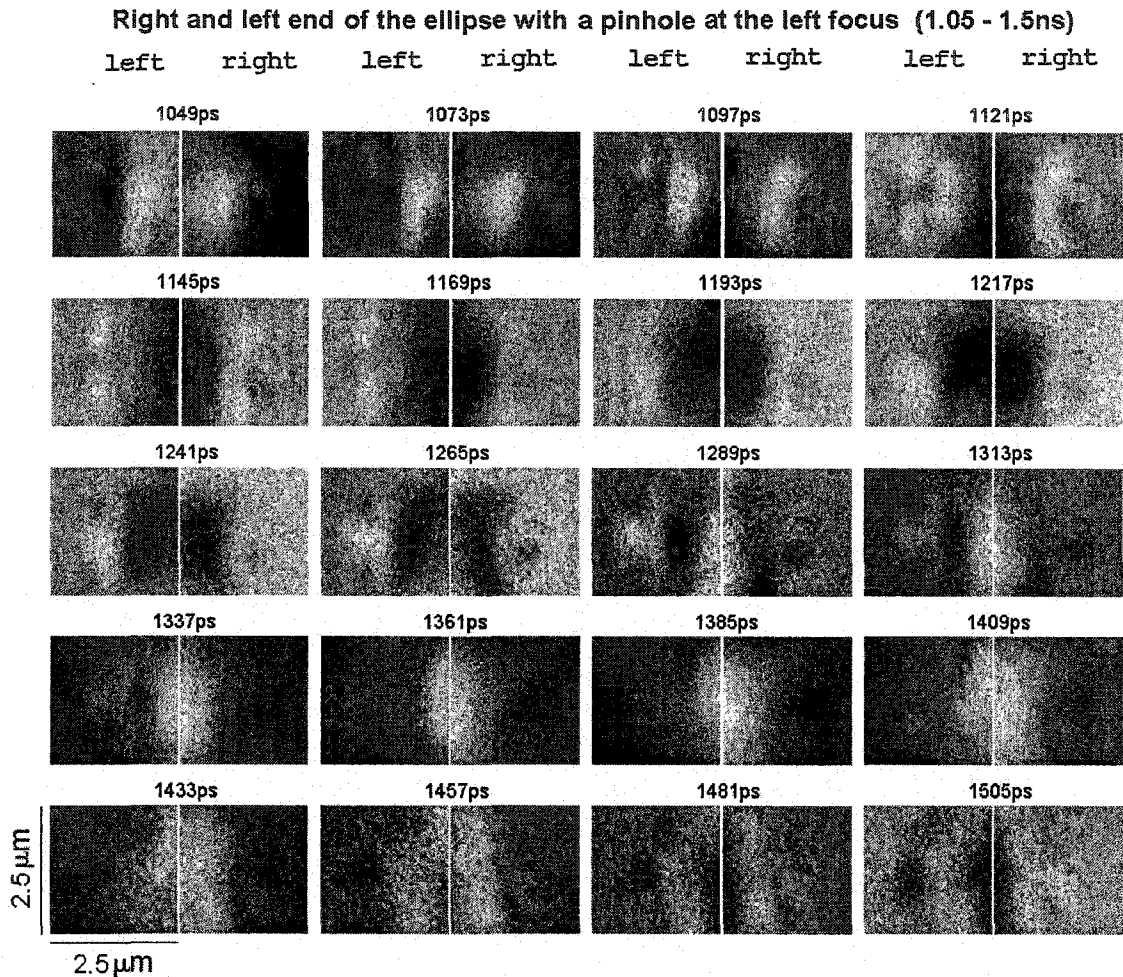 Right and left end of the ellipse with a pinhole at the left focus (1.05 - 1.5ns)
left right left right left right left right
1049ps 1073ps 1097ps 1121ps
1145ps 1169ps 1193ps 1217ps
1241ps 1265ps 1289ps 1313ps
1337ps 1361ps 1385ps 1409ps
1433ps 1457ps 1481ps 1505ps
2.5µm
2.5µm